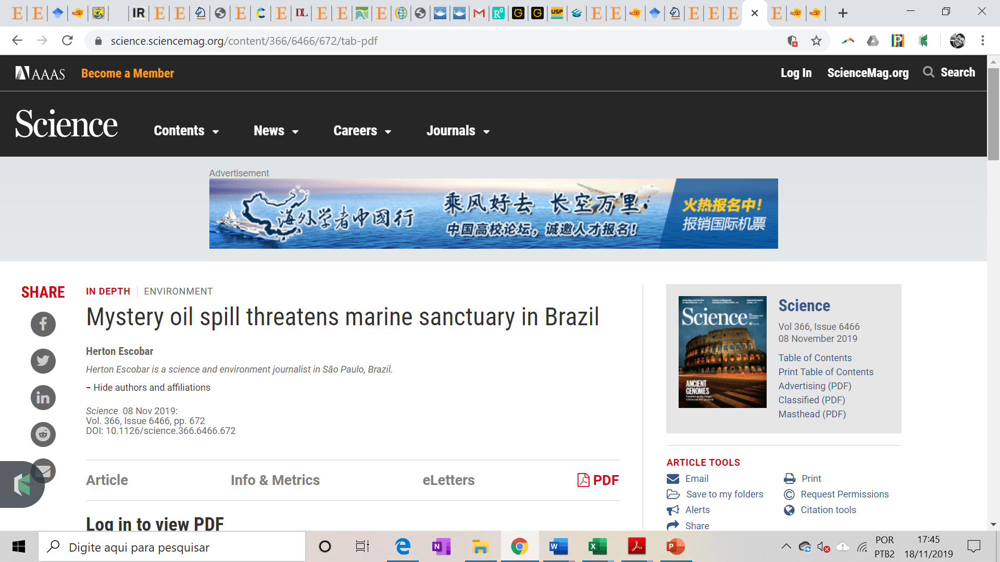 science.sciencemag.org/content/366/6466/672/tab-pdf
AAAS
Become a Member
Log In
ScienceMag.org
Search
Science
Contents
News
Careers
Journals
Advertisement
海外学者中国行
乘风好去 长空万里
中国高校论坛，诚邀人才报名！
火热报名中！
报销国际机票
SHARE
IN DEPTH
ENVIRONMENT
Mystery oil spill threatens marine sanctuary in Brazil
Herton Escobar
Herton Escobar is a science and environment journalist in São Paulo, Brazil.
– Hide authors and affiliations
Science 08 Nov 2019:
Vol. 366, Issue 6466, pp. 672
DOI: 10.1126/science.366.6466.672
Article
Info & Metrics
eLetters
PDF
Log in to view PDF
Science
ANCIENT
GENOMES
Science
Vol 366, Issue 6466
08 November 2019
Table of Contents
Print Table of Contents
Advertising (PDF)
Classified (PDF)
Masthead (PDF)
ARTICLE TOOLS
Email
Print
Save to my folders
Request Permissions
Alerts
Citation tools
Share
Digite aqui para pesquisar
POR
PTB2
17:45
18/11/2019